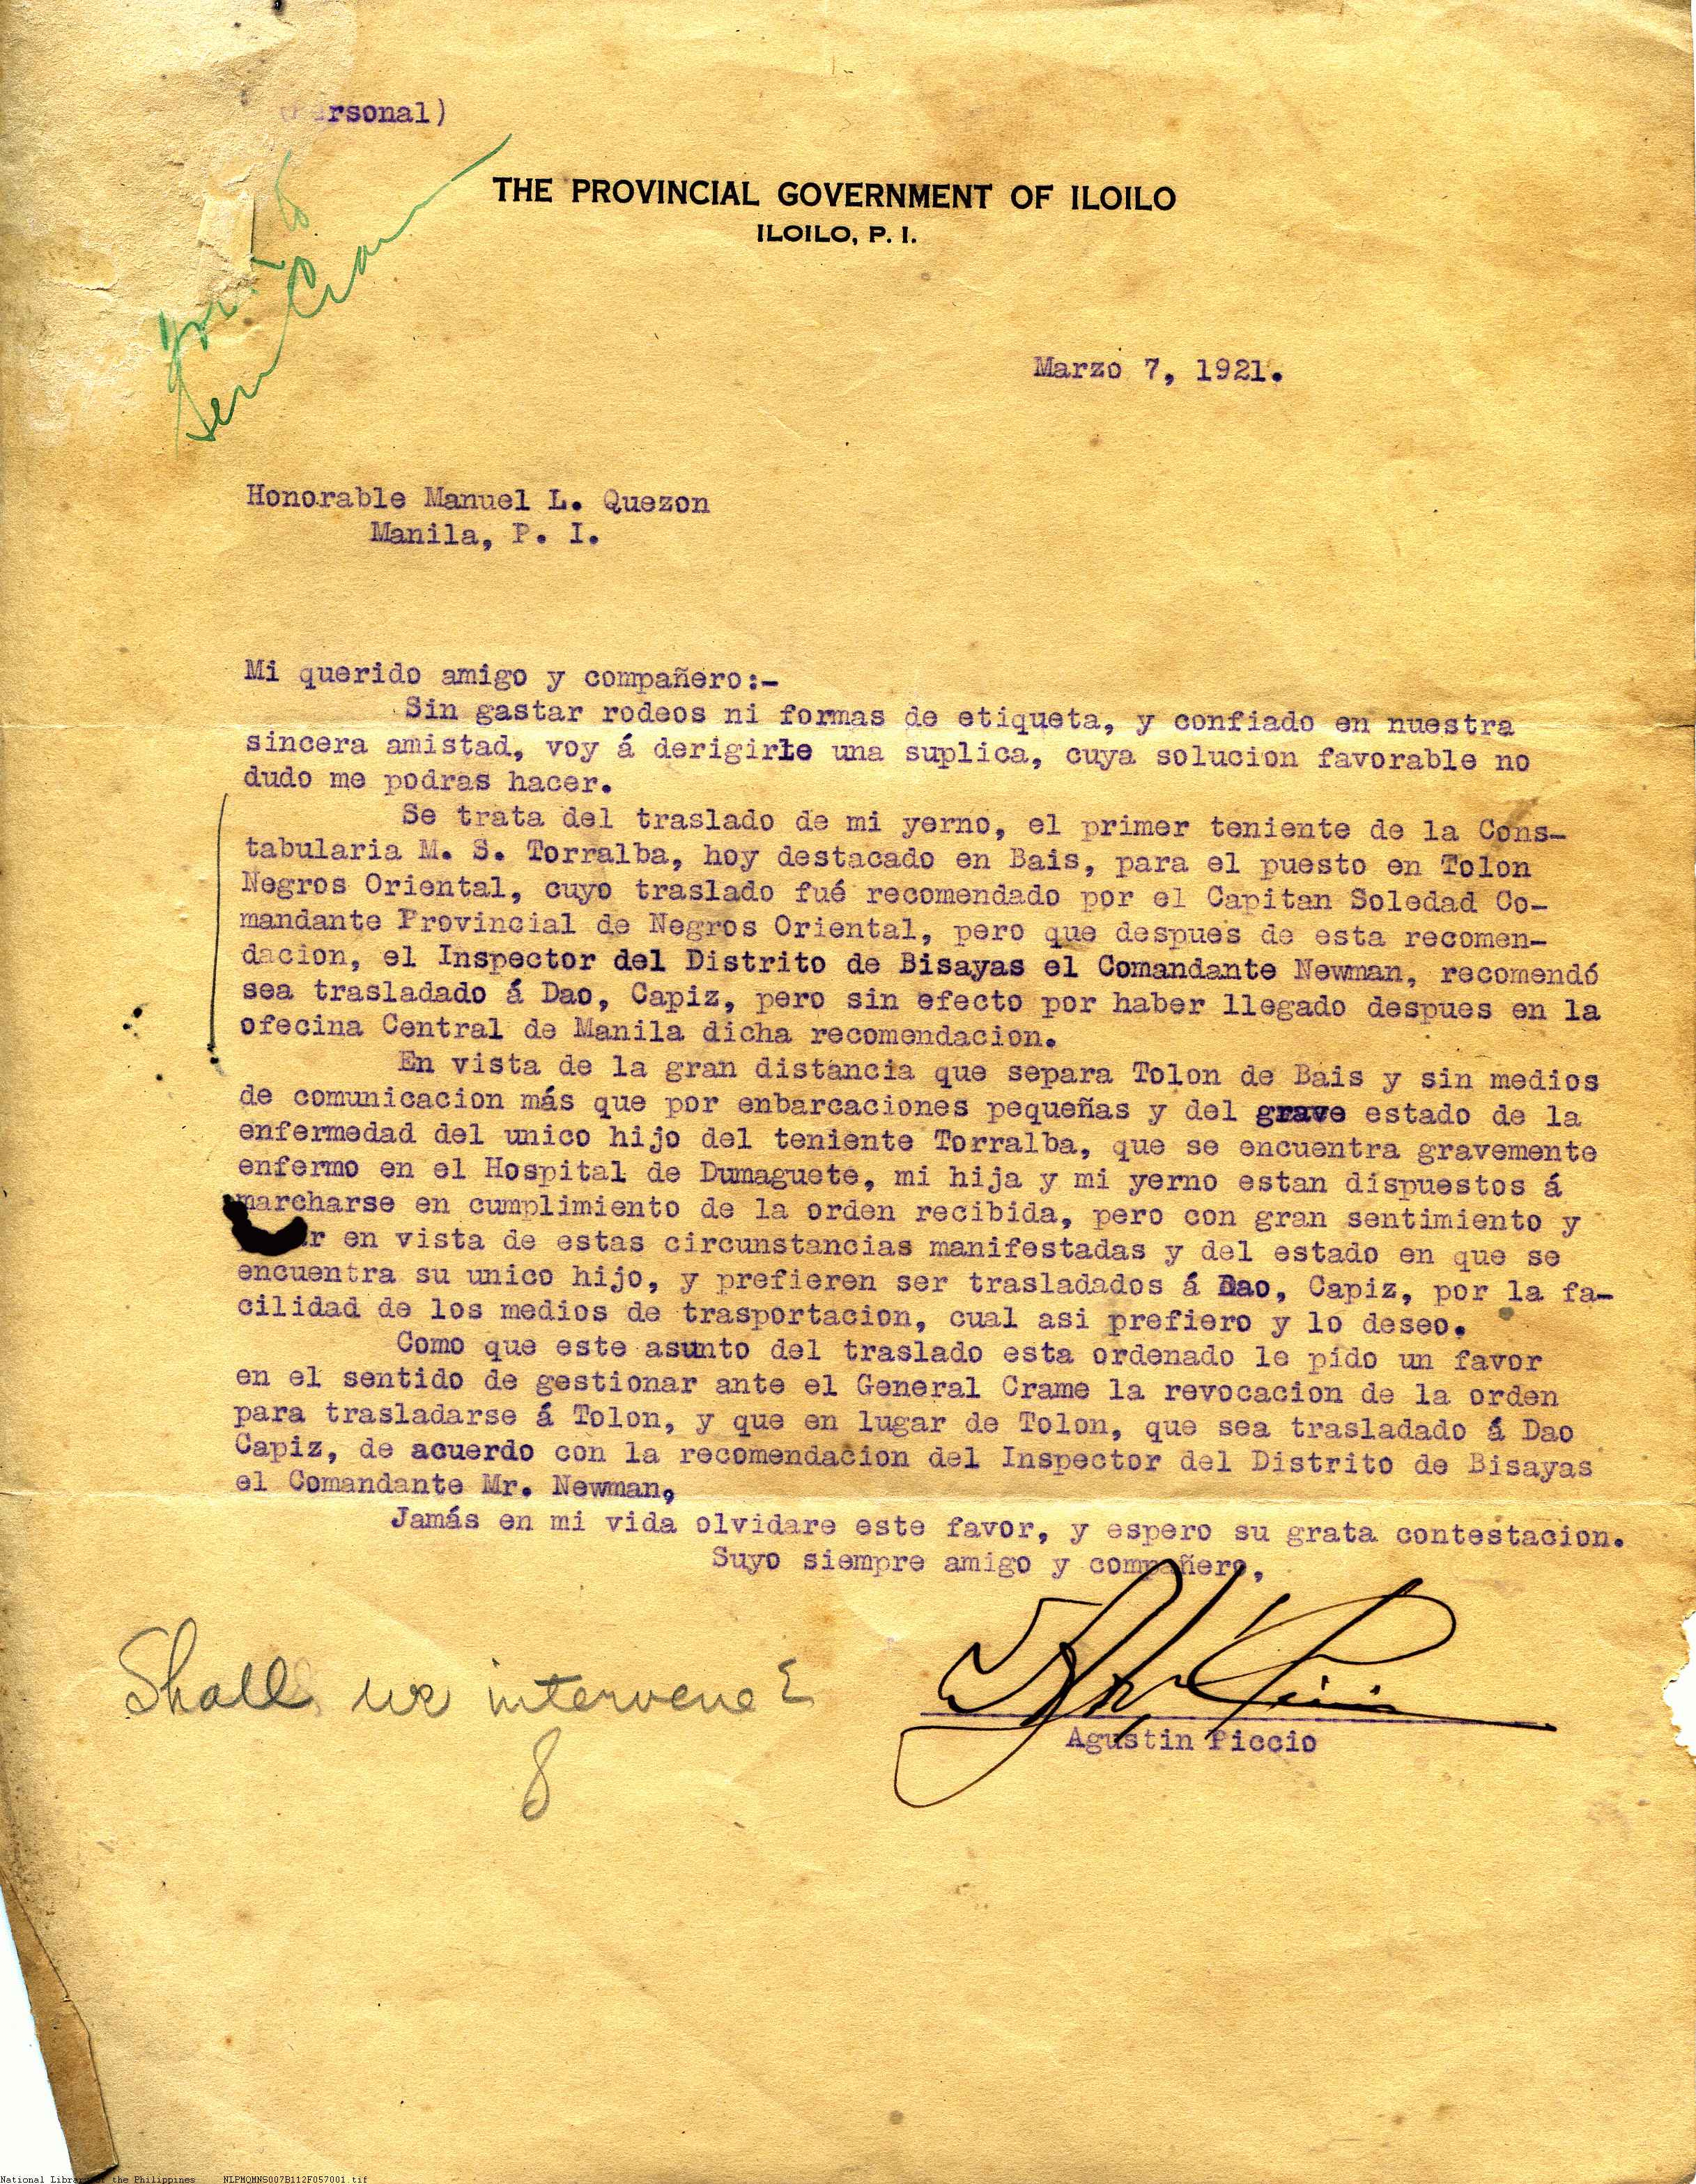 (Personal)
THE PROVINCIAL GOVERNMENT OF ILOILO
ILOILO, P. I.
Marzo 7, 1921.
Honorable Manuel L. Quezon
Manila, P. I.
Mi querido amigo y compañero:-
Sin gastar rodeos ni formas de etiqueta, y confiado en nuestra
sincera amistad, voy á derigirle una suplica, cuya solucion favorable no
dudo me podras hacer.
Se trata del traslado de mi yerno, el primer teniente de la Cons-
tabularia M. S. Torralba, hoy destacado en Bais, para el puesto en Tolon
Negros Oriental, cuyo traslado fué recomendado por el Capitan Soledad Co-
mandante Provincial de Negros Oriental, pero que despues de esta recomen-
dacion, el Inspector del Distrito de Bisayas el Comandante Newman, recomendó
sea trasladado á Dao, Capiz, pero sin efecto por haber llegado despues en la
ofecina Central de Manila dicha recomendacion.
En vista de la gran distancia que separa Tolon de Bais y sin medios
de comunicacion más que por enbarcaciones pequeñas y del grave estado de la
enfermedad del unico hijo del teniente Torralba, que se encuentra gravemente
enfermo en el Hospital de Dumaguete, mi hija y mi yerno estan dispuestos á
marcharse en cumplimiento de la orden recibida, pero con gran sentimiento y
en vista de estas circunstancias manifestadas y del estado en que se
encuentra su unico hijo, y prefieren ser trasladados á Dao, Capiz, por la fa-
cilidad de los medios de trasportacion, cual asi prefiero y lo deseo.
Como que este asunto del traslado esta ordenado le pido un favor
en el sentido de gestionar ante el General Crame la revocacion de la orden
para trasladarse á Tolon, y que en lugar de Tolon, que sea trasladado á Dao
Capiz, de acuerdo con la recomendacion del Inspector del Distrito de Bisayas
el Comandante Mr. Newman,
Jamás en mi vida olvidare este favor, y espero su grata contestacion.
Suyo siempre amigo y compañero,
Shall we intervene?
Agustin Piccio
National Library of the Philippines NLPMQMNS007B112F057001.tif